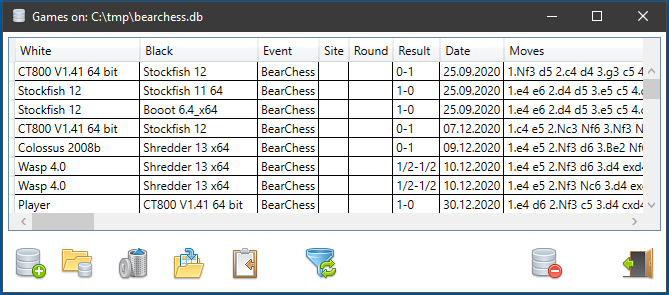 Games on: C:\tmp\bearchess.db
White Black Event Site Round Result Date Moves
CT800 V1.41 64 bit Stockfish 12 BearChess 0-1 25.09.2020 1.Nf3 d5 2.c4 d4 3.g3 c5 4
Stockfish 12 Stockfish 11 64 BearChess 1-0 25.09.2020 1.e4 e6 2.d4 d5 3.e5 c5 4.
Stockfish 12 Booot 6.4_x64 BearChess 1-0 25.09.2020 1.e4 e6 2.d4 d5 3.e5 c5 4.
CT800 V1.41 64 bit Stockfish 12 BearChess 0-1 07.12.2020 1.c4 e5 2.Nc3 Nf6 3.Nf3 N
Colossus 2008b Shredder 13 x64 BearChess 0-1 09.12.2020 1.e4 e5 2.Nf3 d6 3.Be2 Nf
Wasp 4.0 Shredder 13 x64 BearChess 1/2-1/2 10.12.2020 1.e4 e5 2.Nf3 d6 3.d4 exd
Wasp 4.0 Shredder 13 x64 BearChess 1/2-1/2 10.12.2020 1.e4 e5 2.Nf3 Nc6 3.d4 ex
Player CT800 V1.41 64 bit BearChess 1-0 30.12.2020 1.e4 d6 2.Nf3 c5 3.d4 cxd